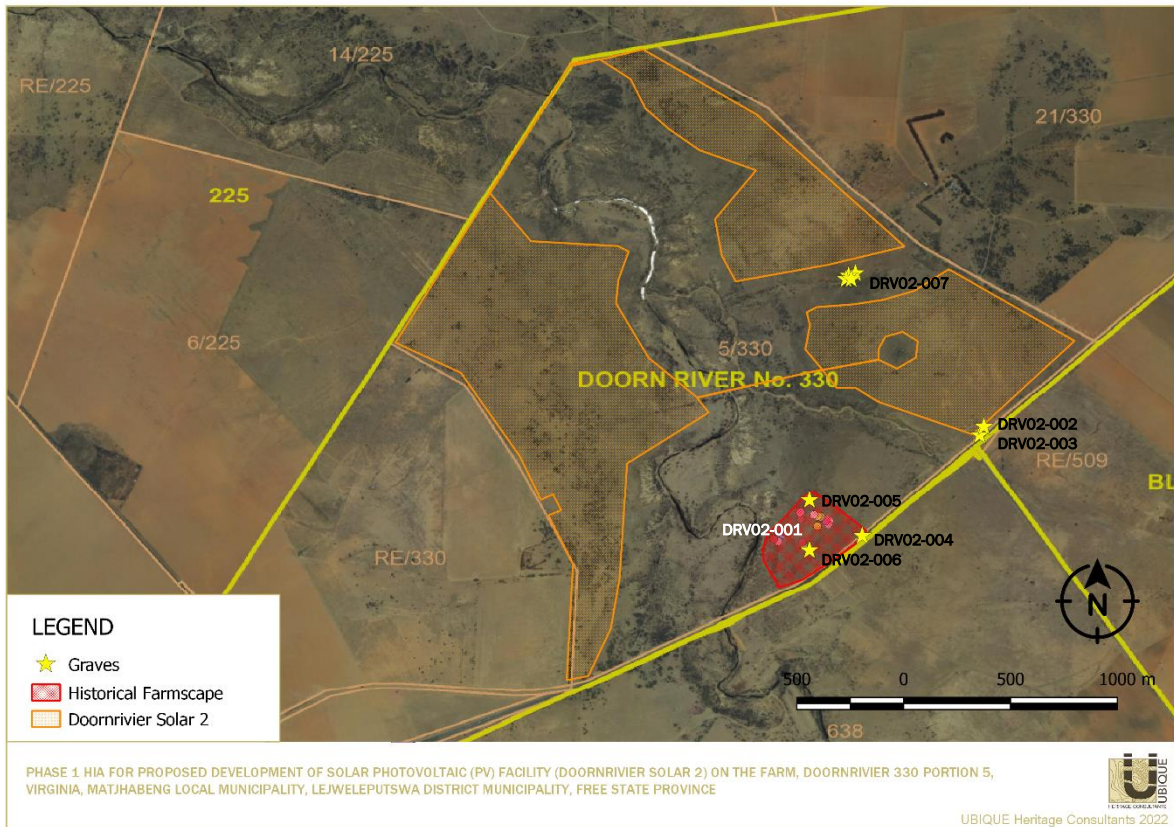 14/225
RE/225
21/330
225
6/225
DRV02-007
5/330
DOORN RIVER No. 330
DRV02-002
DRV02-003
RE/509
BL
DRV02-005
DRV02-001
DRV02-004
DRV02-006
RE/330
N
LEGEND
Graves
Historical Farmscape
Doornrivier Solar 2
500 0 500 1000 m
638
PHASE 1 HIA FOR PROPOSED DEVELOPMENT OF SOLAR PHOTOVOLTAIC (PV) FACILITY (DOORNRIVIER SOLAR 2) ON THE FARM, DOORNRIVIER 330 PORTION 5,
VIRGINIA, MATJHABENG LOCAL MUNICIPALITY, LEJWELEPUTSWA DISTRICT MUNICIPALITY, FREE STATE PROVINCE
UBIQUE
HERITAGE CONSULTANTS
UBIQUE Heritage Consultants 2022